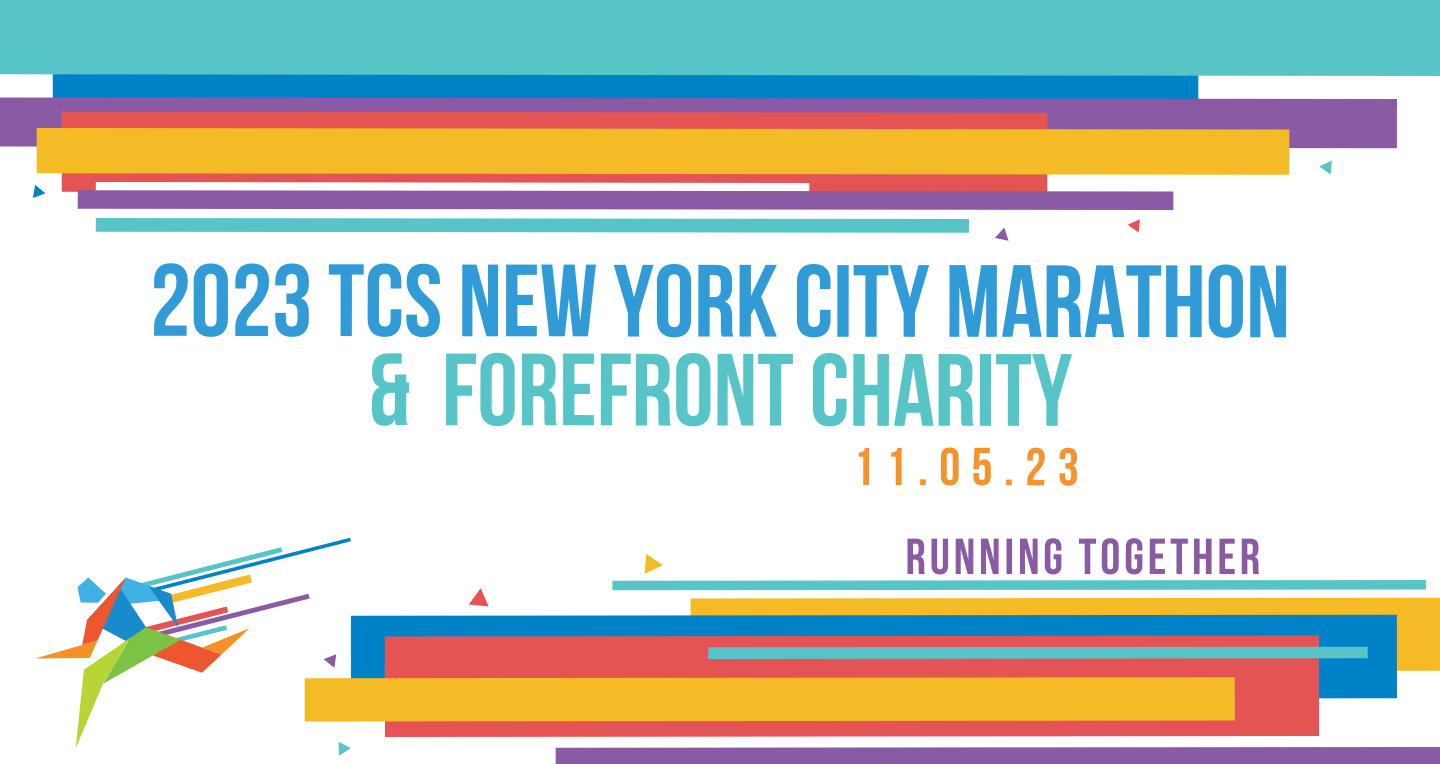 2023 TCS NEW YORK CITY MARATHON
& FOREFRONT CHARITY
11.05.23
RUNNING TOGETHER